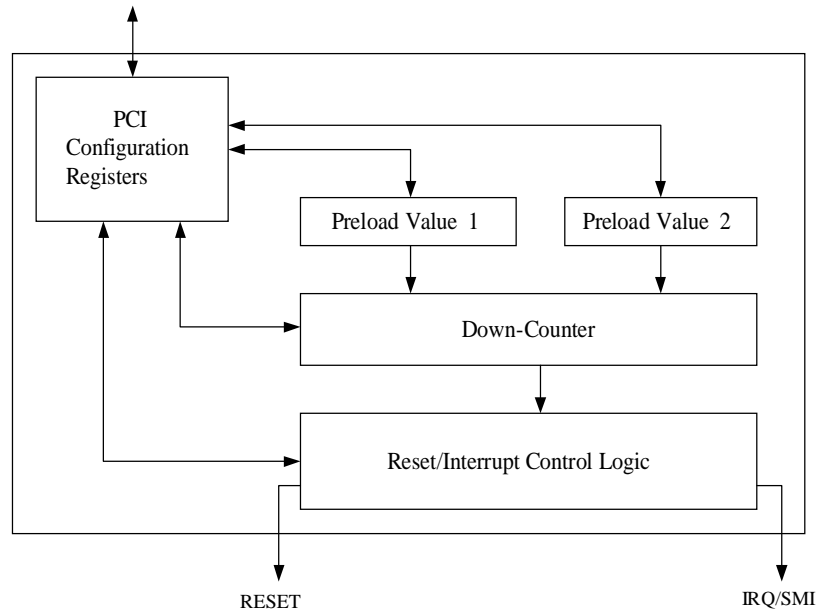 PCI
Configuration
Registers
Preload Value 1
Preload Value 2
Down-Counter
Reset/Interrupt Control Logic
RESET
IRQ/SMI